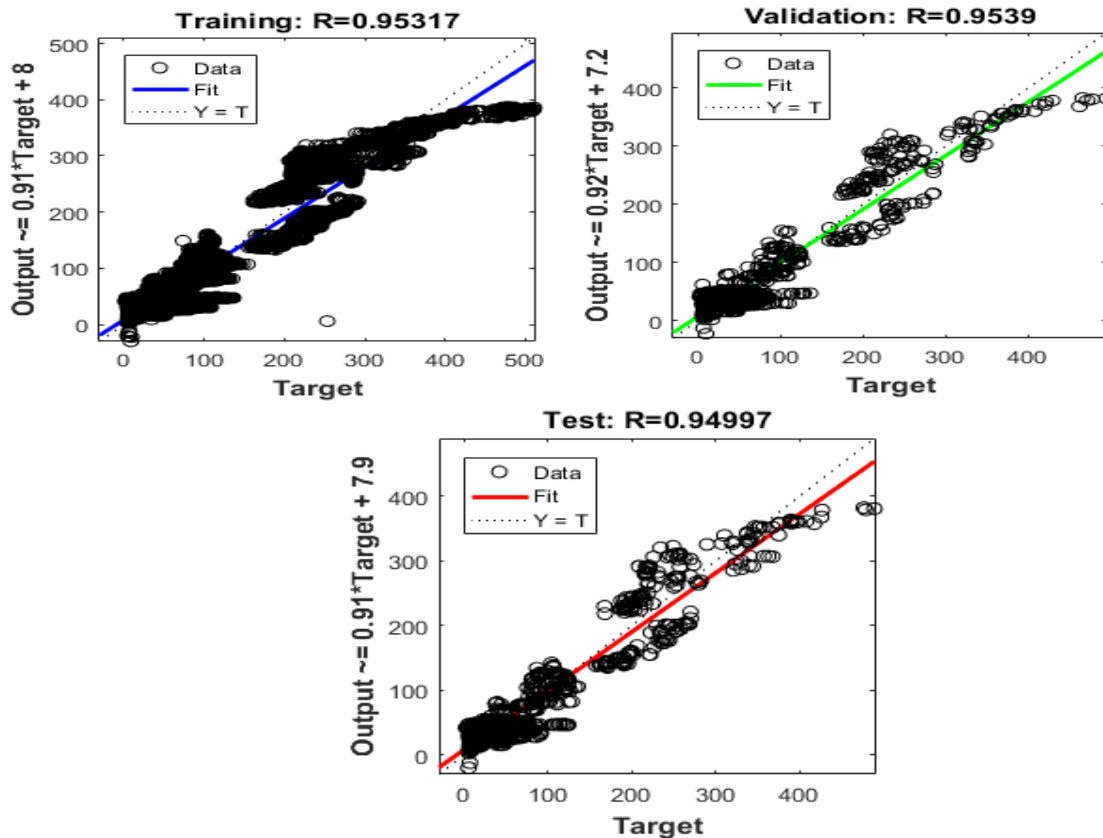 Training: R=0.95317
Output ~= 0.91*Target + 8
500
400
300
200
100
0
Data
Fit
Y = T
0
100
200
300
400
500
Target
Validation: R=0.9539
Output ~= 0.92*Target + 7.2
400
300
200
100
0
Data
Fit
Y = T
0
100
200
300
400
Target
Test: R=0.94997
Output ~= 0.91*Target + 7.9
400
300
200
100
0
Data
Fit
Y = T
0
100
200
300
400
Target